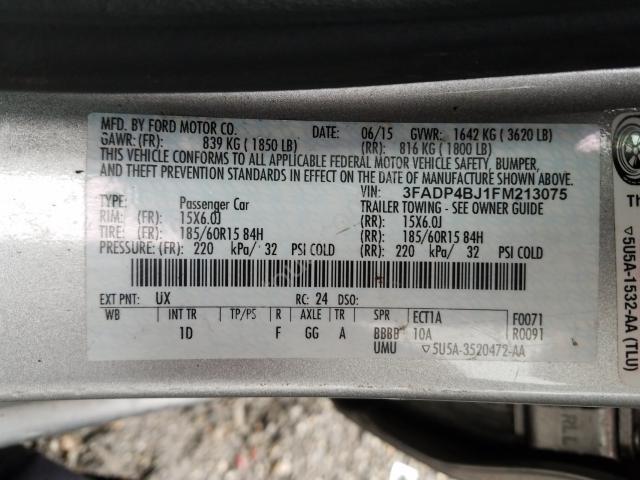 MFD. BY FORD MOTOR CO. DATE: 06/15 GVWR: 1642 KG ( 3620 LB)
GAWR: (FR): 839 KG ( 1850 LB) (RR): 816 KG ( 1800 LB)
THIS VEHICLE CONFORMS TO ALL APPLICABLE FEDERAL MOTOR VEHICLE SAFETY, BUMPER,
AND THEFT PREVENTION STANDARDS IN EFFECT ON THE DATE OF MANUFACTURE SHOWN ABOVE.
VIN: 3FADP4BJ1FM213075
TYPE: Passenger Car TRAILER TOWING - SEE OWNER GUIDE
RIM: (FR): 15X6.0J (RR): 15X6.0J
TIRE: (FR): 185/60R15 84H (RR): 185/60R15 84H
PRESSURE: (FR): 220 kPa/ 32 PSI COLD (RR): 220 kPa/ 32 PSI COLD
EXT PNT: UX RC: 24 DSO:
WB INT TR TP/PS R AXLE TR SPR ECT1A F0071
1D F GG A BBBB 10A R0091
UMU ▽5U5A-3520472-AA
Th
▽5U5A-1532-AA (TLU)